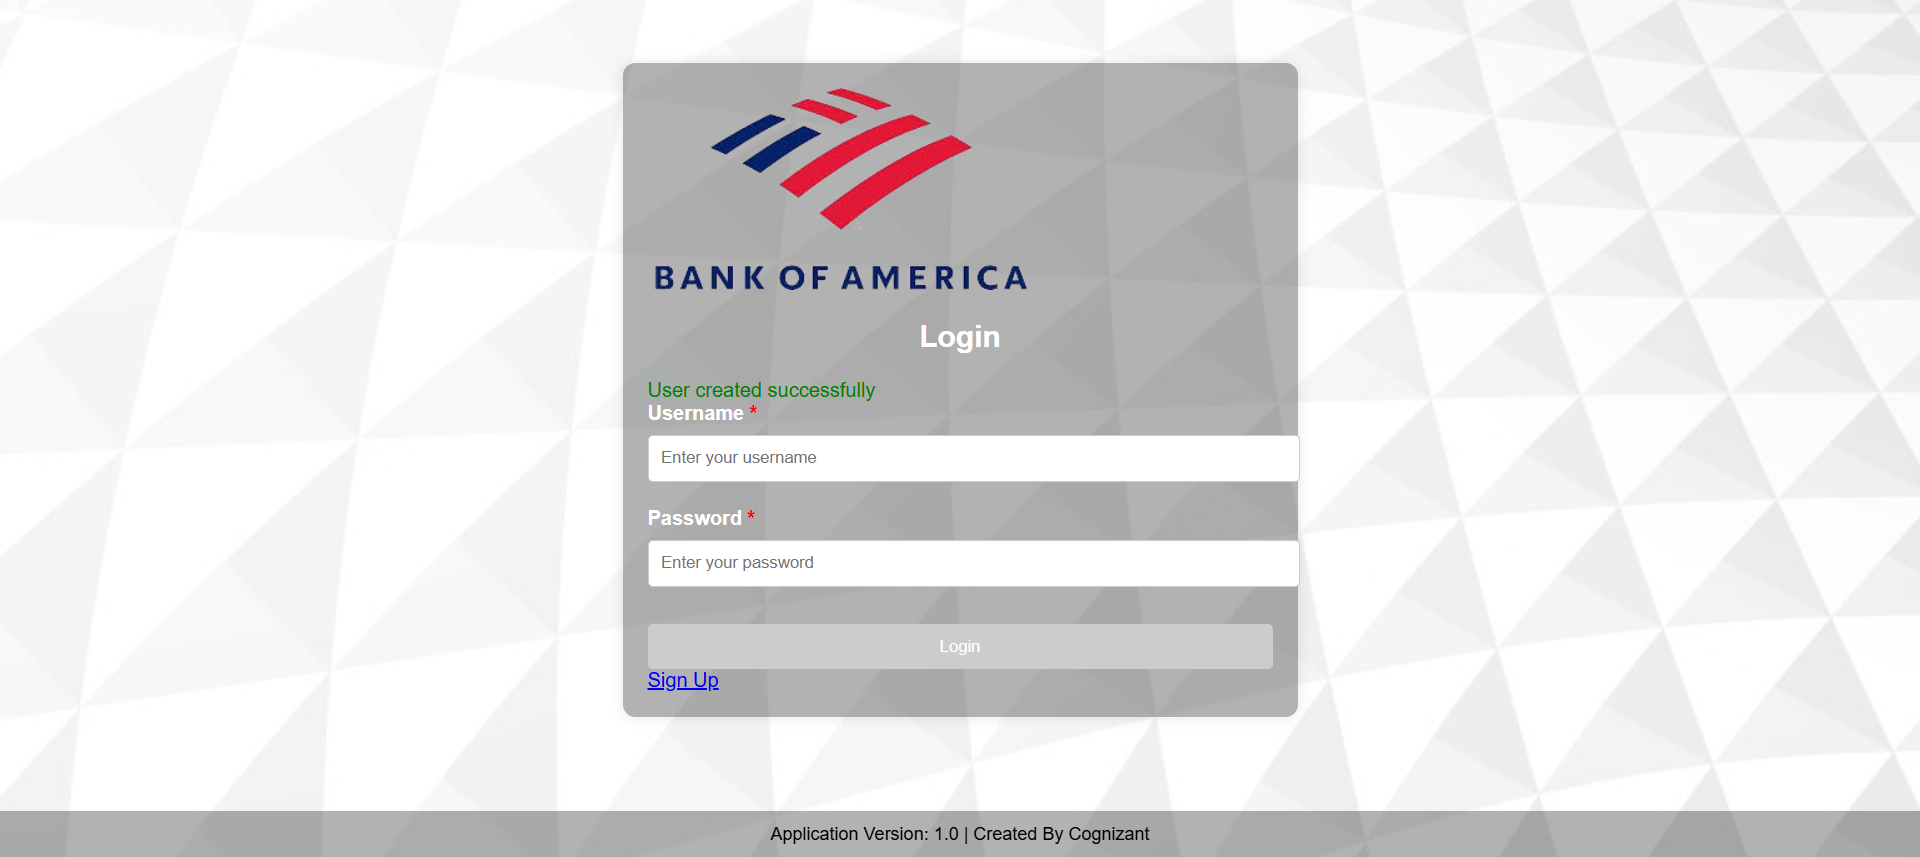 BANK OF AMERICA
Login
User created successfully
Username *
Enter your username
Password *
Enter your password
Login
Sign Up
Application Version: 1.0 | Created By Cognizant